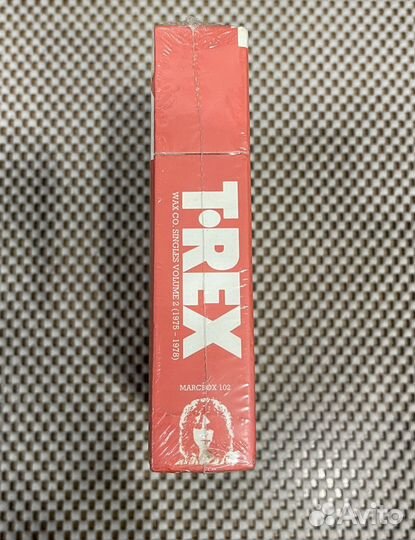 T•REX
WAX CO. SINGLES VOLUME 2 (1975 – 1978)
MARCBOX 102
Avito